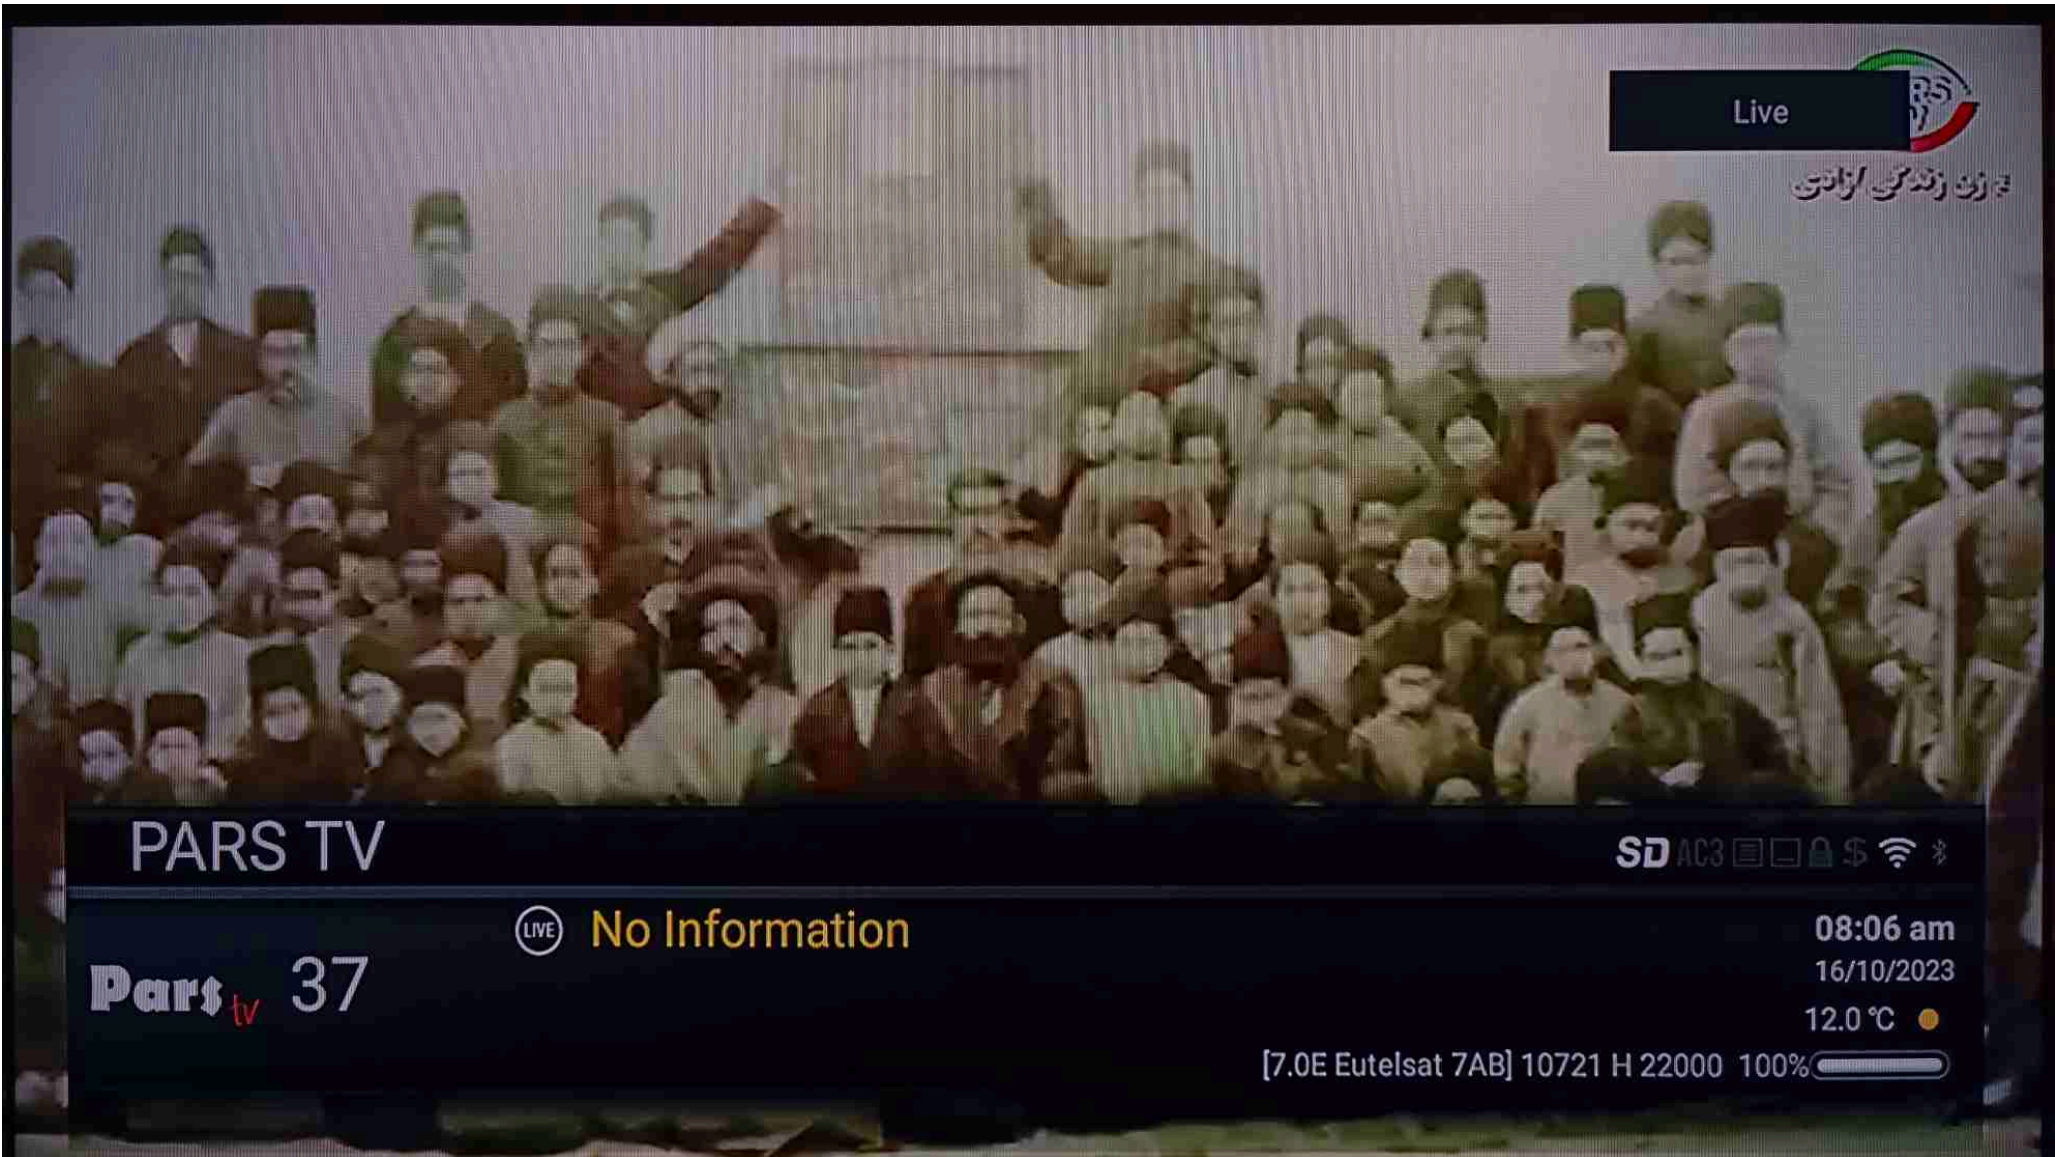 Live
RS
زن زندگی آزادی
PARS TV
SD AC3 $
LIVE No Information
08:06 am
Pars tv 37
16/10/2023
12.0 °C
[7.0E Eutelsat 7AB] 10721 H 22000 100%